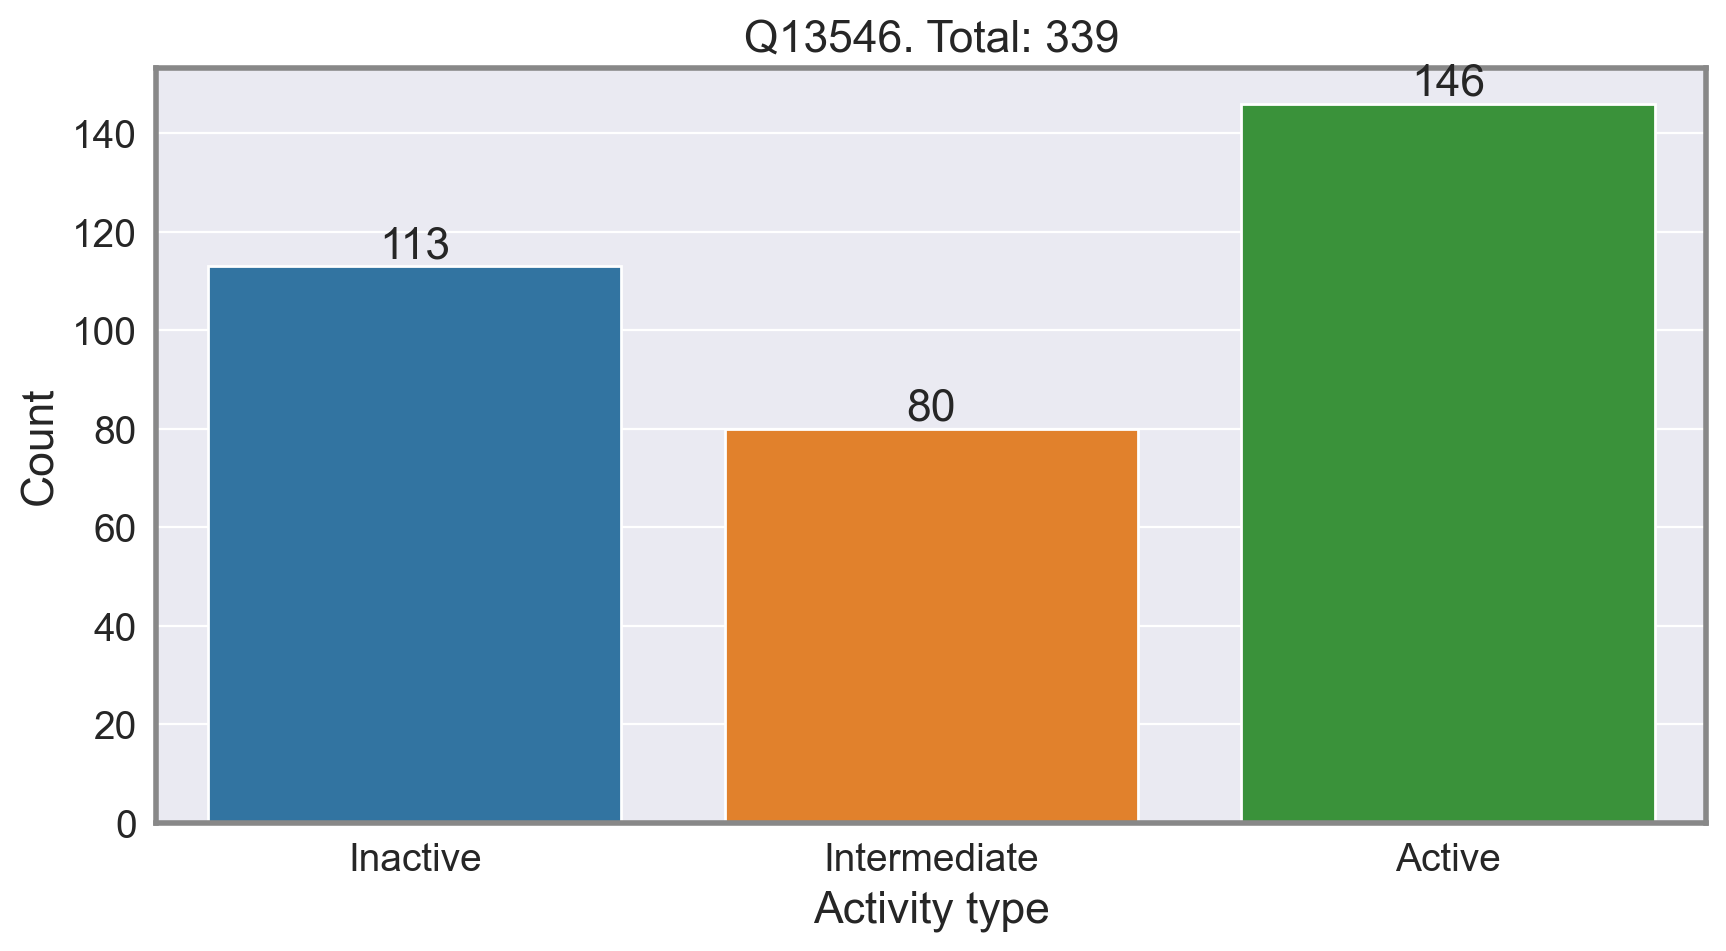 Q13546. Total: 339
146
140
113
120
100
80
80
60
40
20
0
Count
Inactive Intermediate Active
Activity type